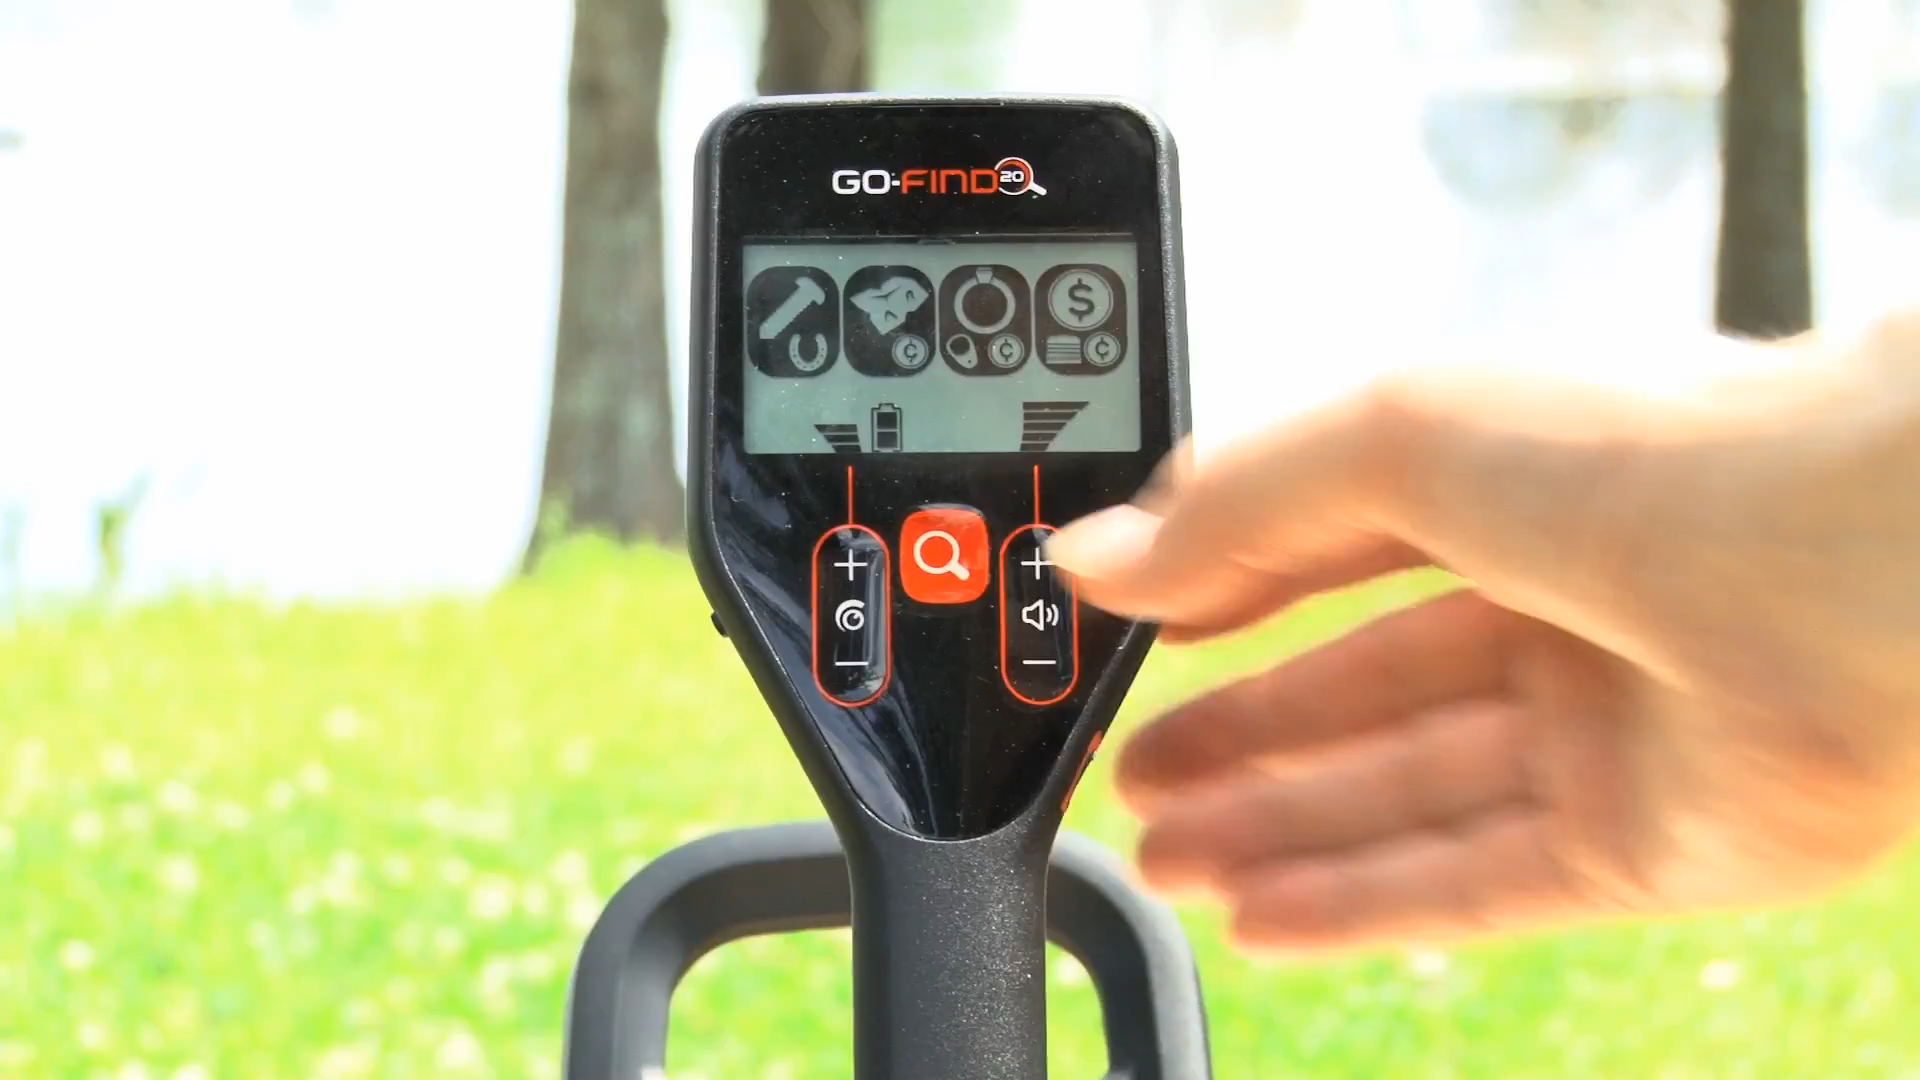 GO-FIND 20
¢ ¢ $ ¢
+ +
- -